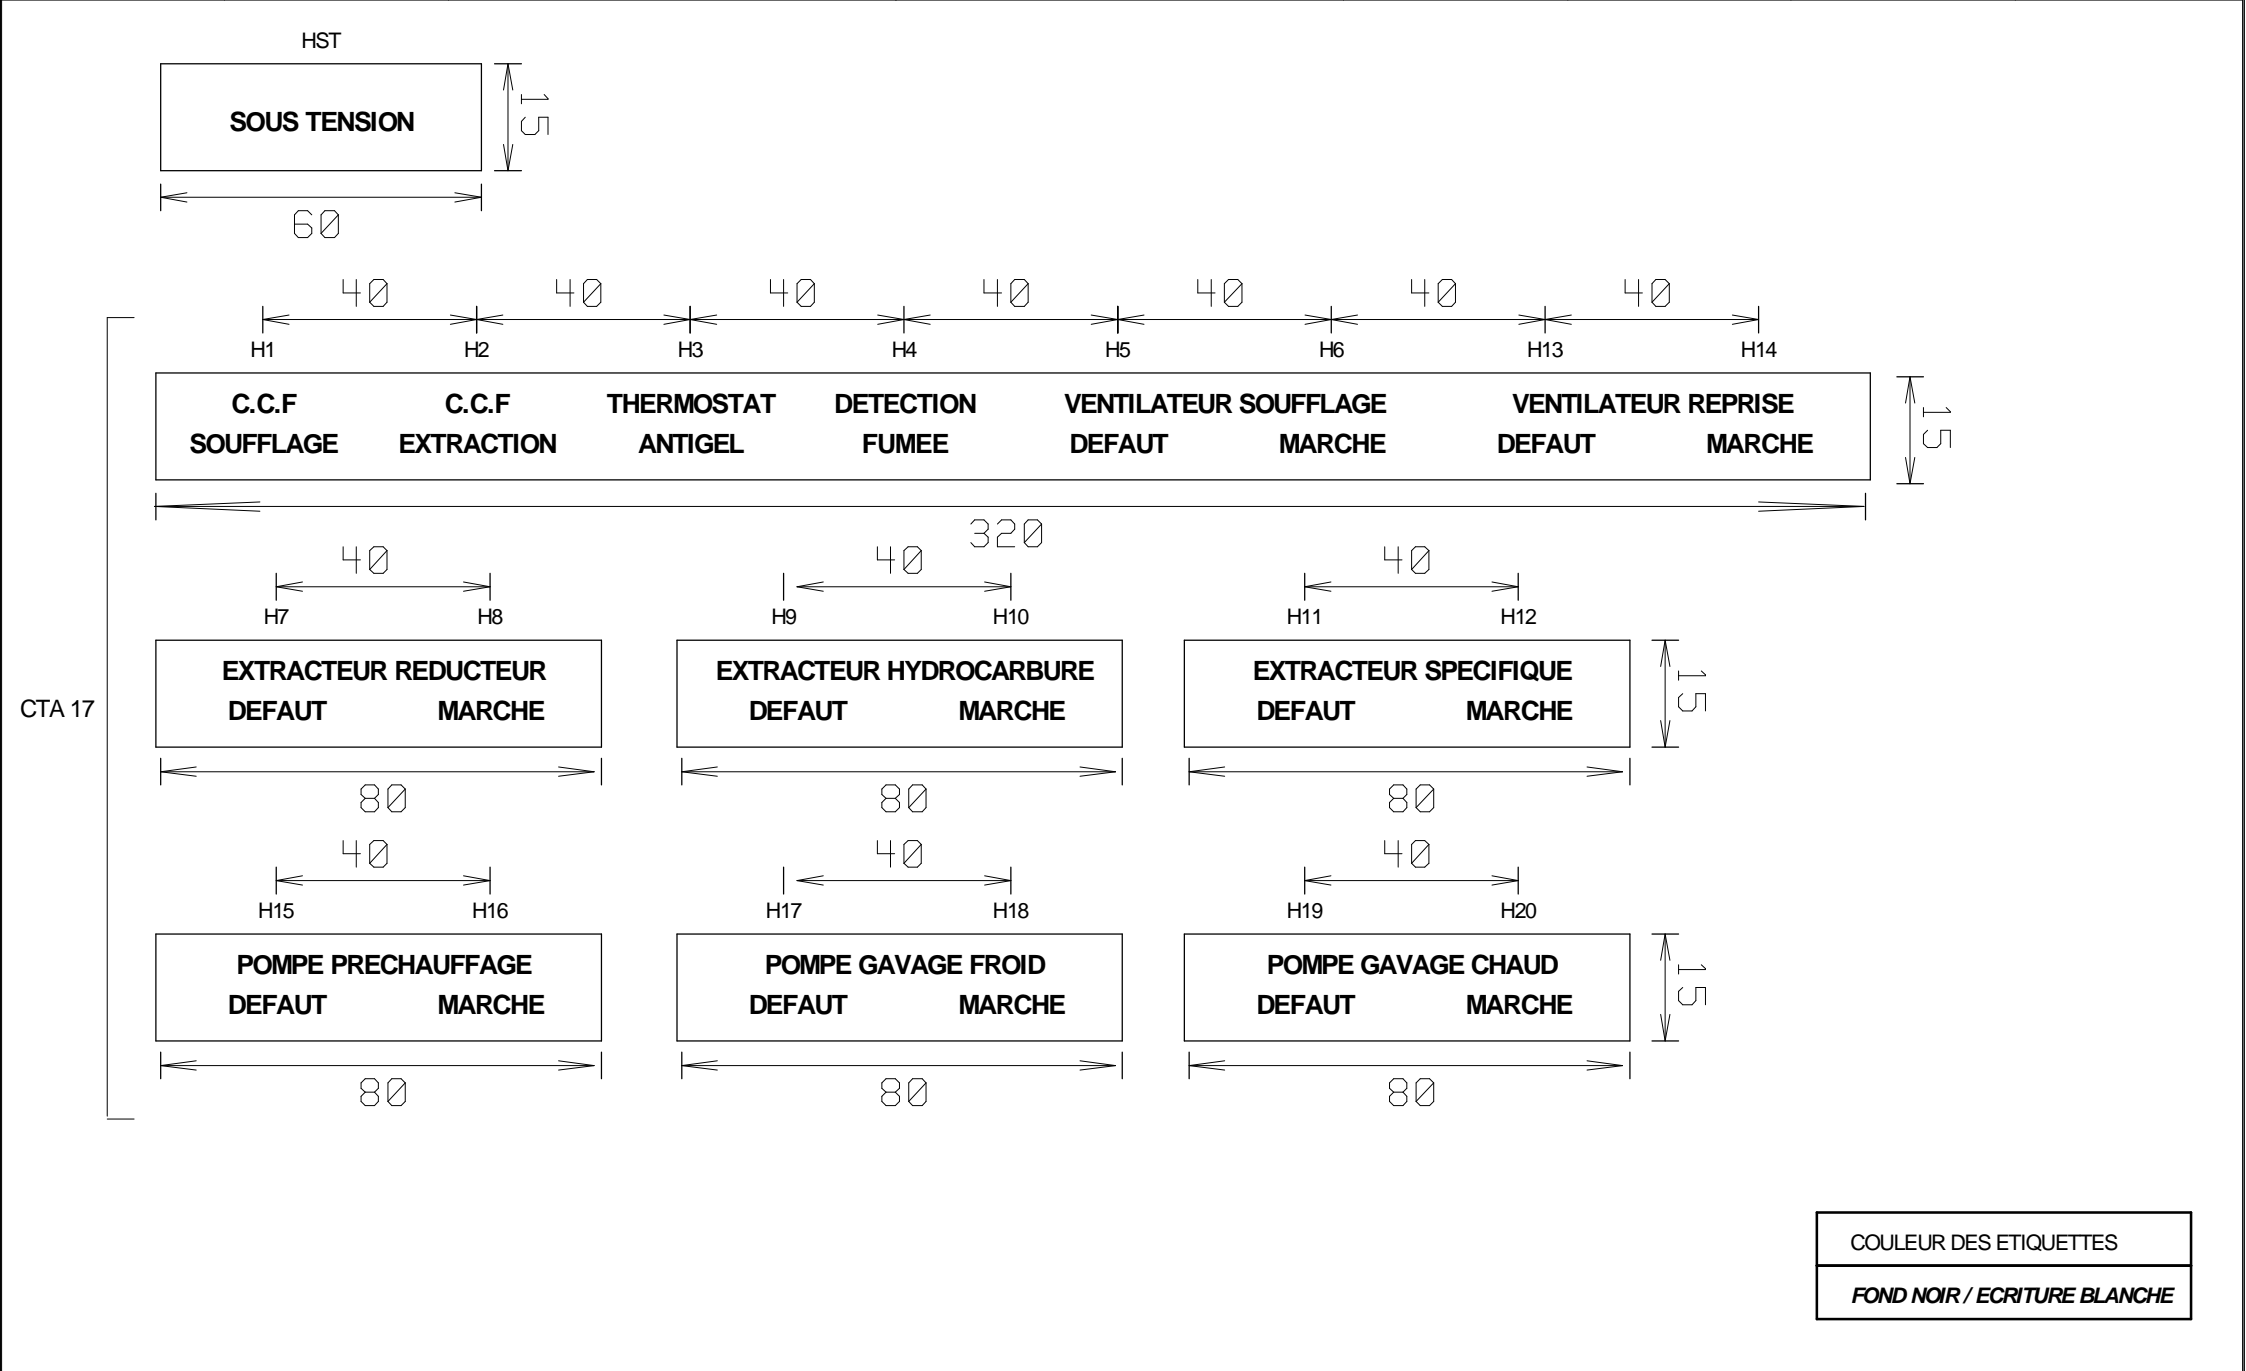 HST
SOUS TENSION
15
60
40 40 40 40 40 40 40
H1 H2 H3 H4 H5 H6 H13 H14
C.C.F C.C.F THERMOSTAT DETECTION VENTILATEUR SOUFFLAGE VENTILATEUR REPRISE
SOUFFLAGE EXTRACTION ANTIGEL FUMEE DEFAUT MARCHE DEFAUT MARCHE
15
320
40 40 40
H7 H8 H9 H10 H11 H12
EXTRACTEUR REDUCTEUR EXTRACTEUR HYDROCARBURE EXTRACTEUR SPECIFIQUE
CTA 17
DEFAUT MARCHE DEFAUT MARCHE DEFAUT MARCHE
15
80 80 80
40 40 40
H15 H16 H17 H18 H19 H20
POMPE PRECHAUFFAGE POMPE GAVAGE FROID POMPE GAVAGE CHAUD
DEFAUT MARCHE DEFAUT MARCHE DEFAUT MARCHE
15
80 80 80
COULEUR DES ETIQUETTES
FOND NOIR / ECRITURE BLANCHE